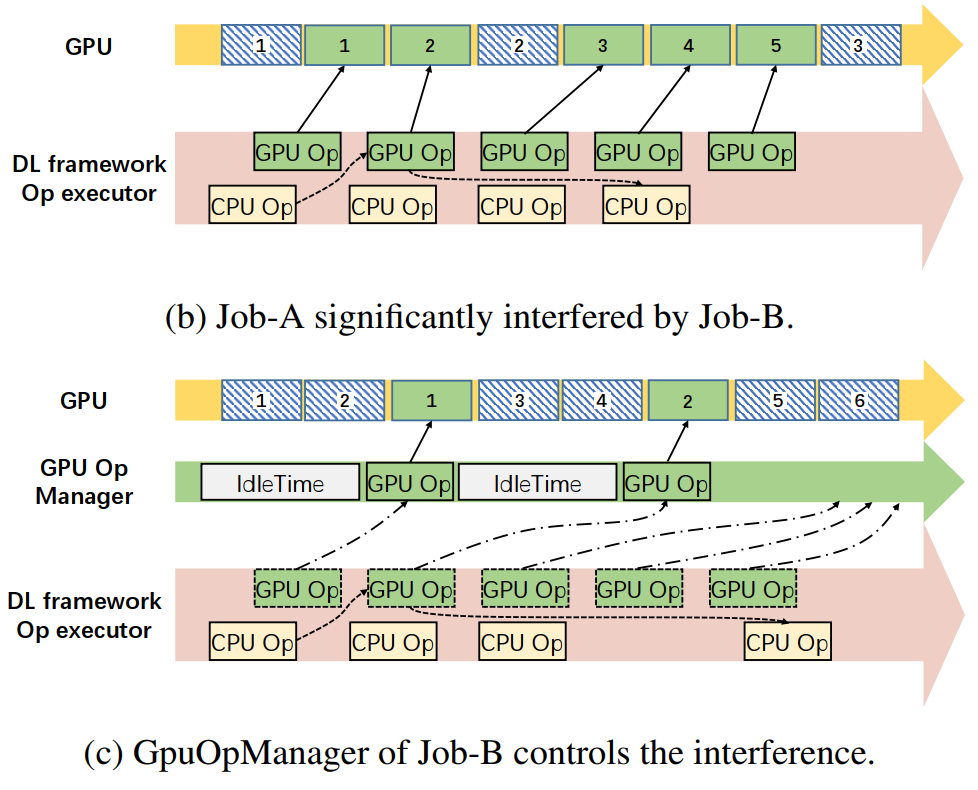 GPU
1 1 2 2 3 4 5 3
DL framework
Op executor
GPU Op GPU Op GPU Op GPU Op GPU Op
CPU Op CPU Op CPU Op CPU Op
(b) Job-A significantly interfered by Job-B.
GPU
1 2 1 3 4 2 5 6
GPU Op
Manager
IdleTime GPU Op IdleTime GPU Op
DL framework
Op executor
GPU Op GPU Op GPU Op GPU Op GPU Op
CPU Op CPU Op CPU Op CPU Op
(c) GpuOpManager of Job-B controls the interference.